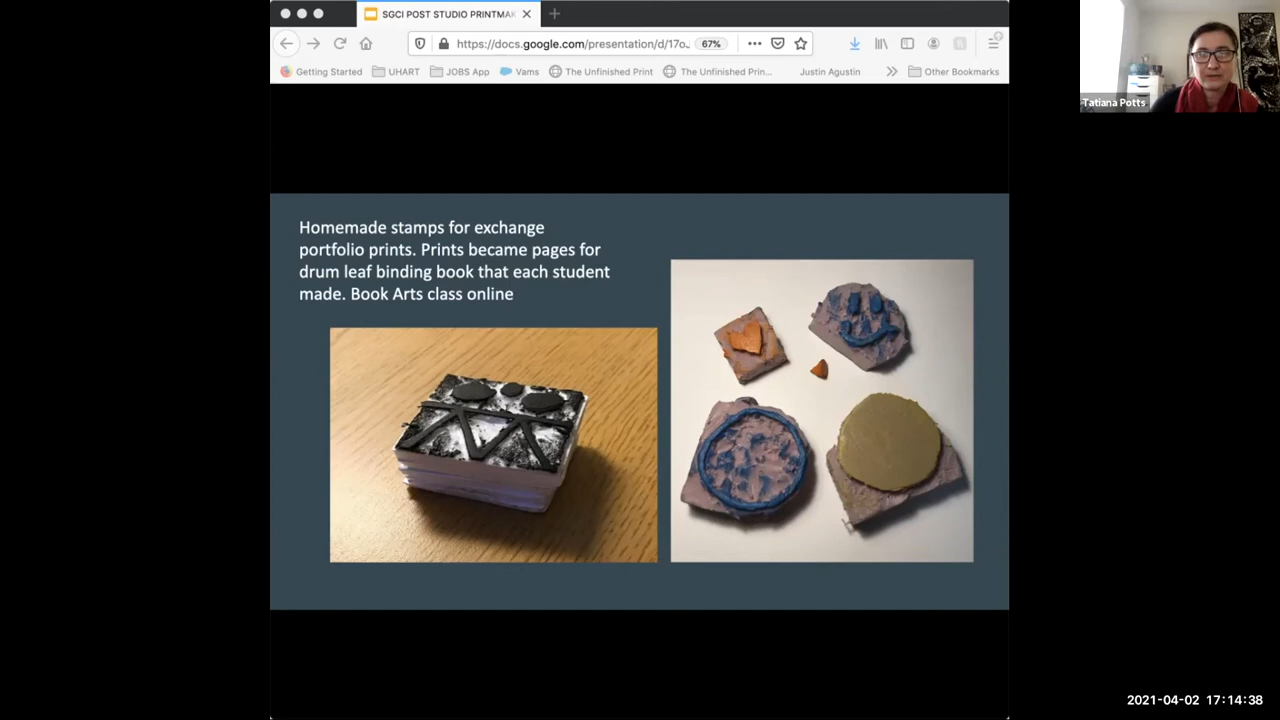 SGCI POST STUDIO PRINTMA
https://docs.google.com/presentation/d/17o
67%
Getting Started
UHART
JOBS App
Vams
The Unfinished Print
The Unfinished Prin...
Justin Agustin
Other Bookmarks
Tatiana Potts
Homemade stamps for exchange
portfolio prints. Prints became pages for
drum leaf binding book that each student
made. Book Arts class online
2021-04-02 17:14:38